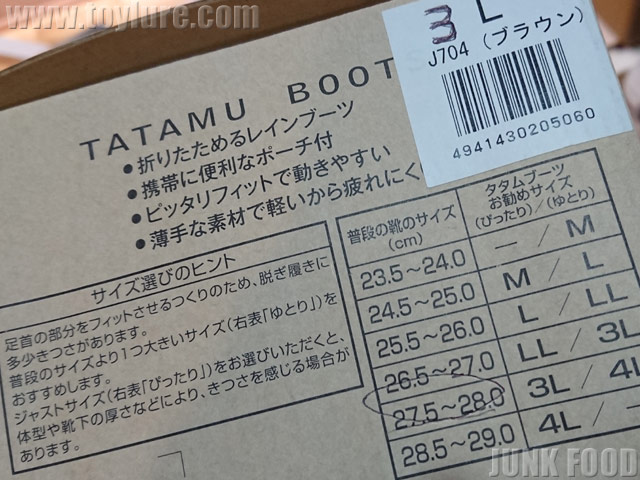 www.toylure.com
3L
J704 (ブラウン)
4941430205060
TATAMU BOOT
●折りたためるレインブーツ
●携帯に便利なポーチ付
●ピッタリフィットで動きやすい
●薄手な素材で軽いから疲れにく
サイズ選びのヒント
足首の部分をフィットさせるつくりのため、脱ぎ履きに
多少きつさがあります。
普段のサイズより1つ大きいサイズ(右表「ゆとり」)を
おすすめします。
ジャストサイズ(右表「ぴったり」)をお選びいただくと、
体型や靴下の厚さなどにより、きつさを感じる場合が
あります。
普段の靴のサイズ (cm) タタムブーツ お勧めサイズ (ぴったり)/(ゆとり)
23.5～24.0 — / M
24.5～25.0 M / L
25.5～26.0 L / LL
26.5～27.0 LL / 3L
27.5～28.0 3L / 4L
28.5～29.0 4L / —
JUNK FOOD